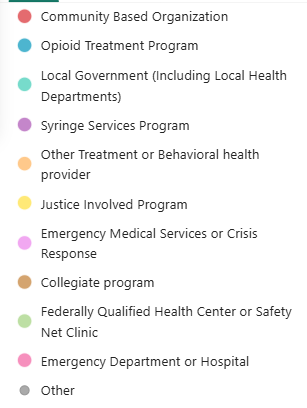 Community Based Organization
Opioid Treatment Program
Local Government (Including Local Health
Departments)
Syringe Services Program
Other Treatment or Behavioral health
provider
Justice Involved Program
Emergency Medical Services or Crisis
Response
Collegiate program
Federally Qualified Health Center or Safety
Net Clinic
Emergency Department or Hospital
Other